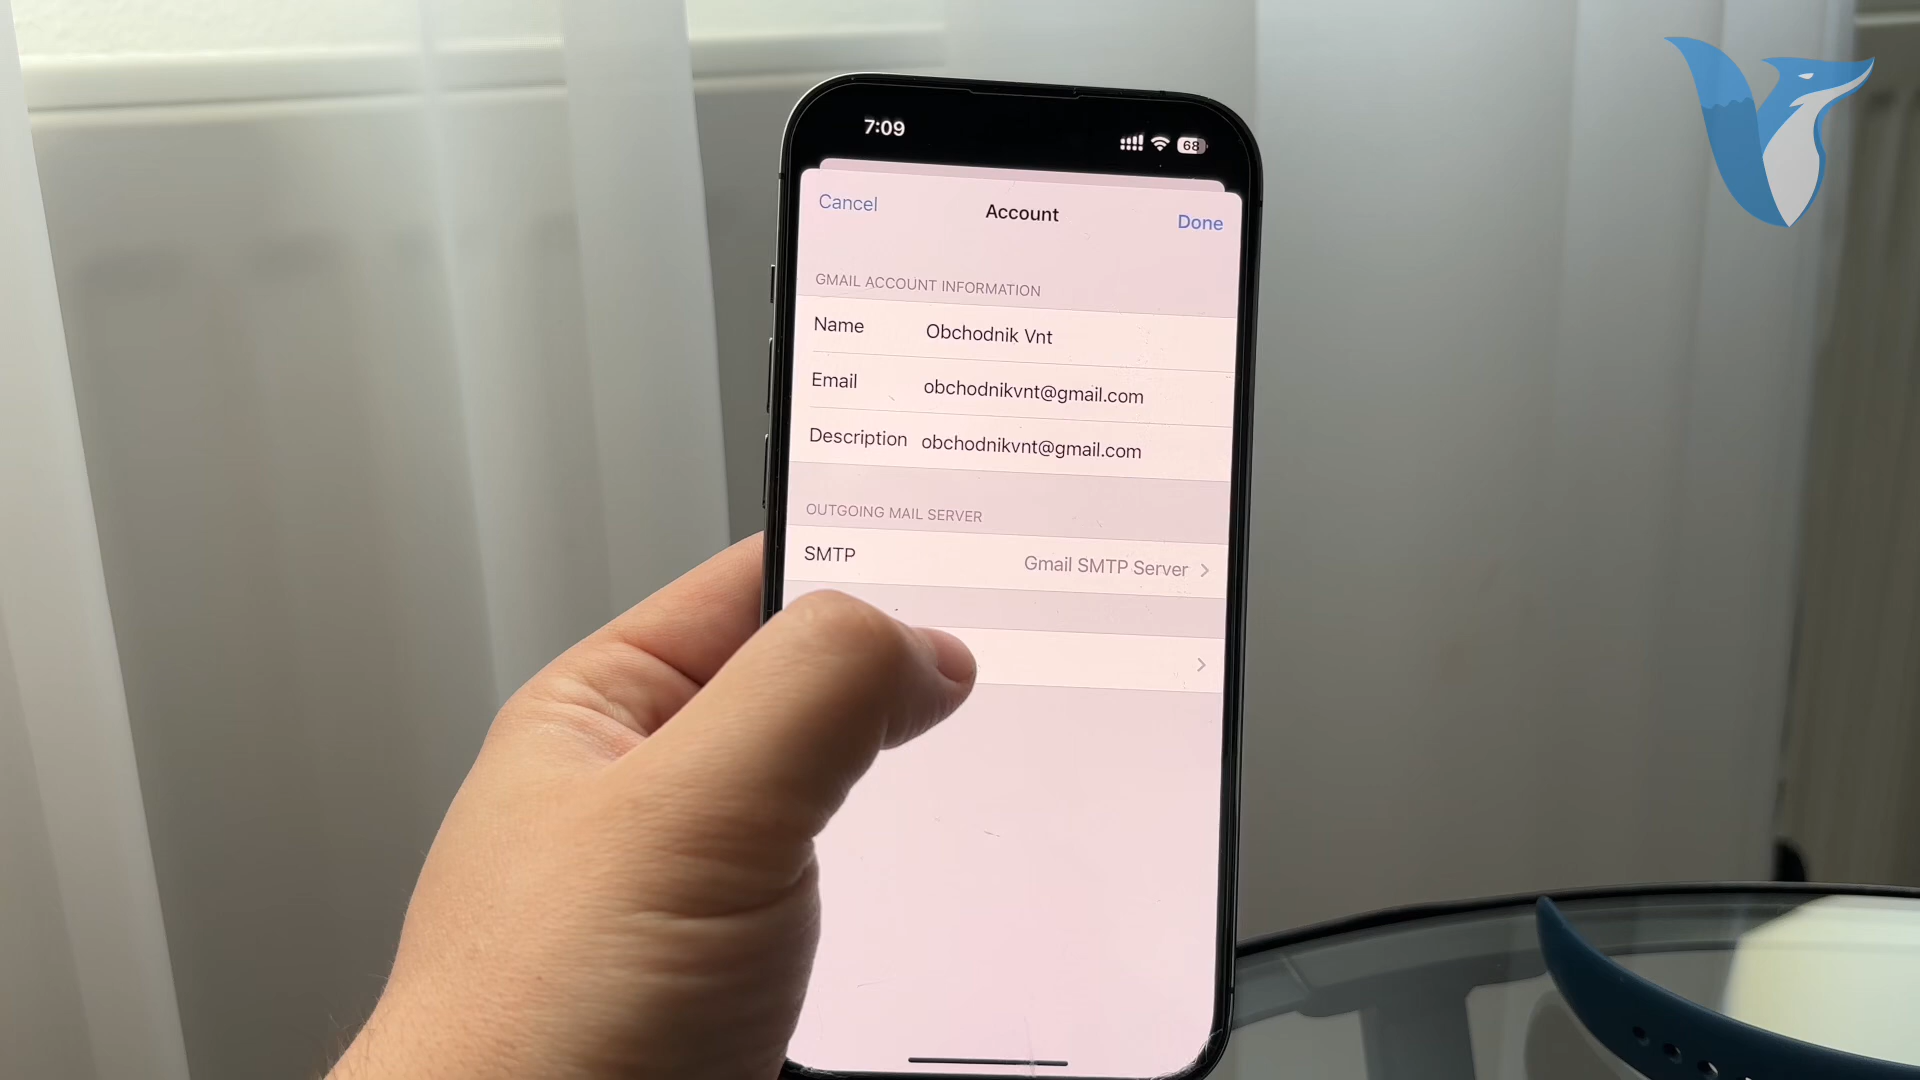 7:09
68
Cancel
Account
Done
GMAIL ACCOUNT INFORMATION
Name Obchodnik Vnt
Email obchodnikvnt@gmail.com
Description obchodnikvnt@gmail.com
OUTGOING MAIL SERVER
SMTP Gmail SMTP Server